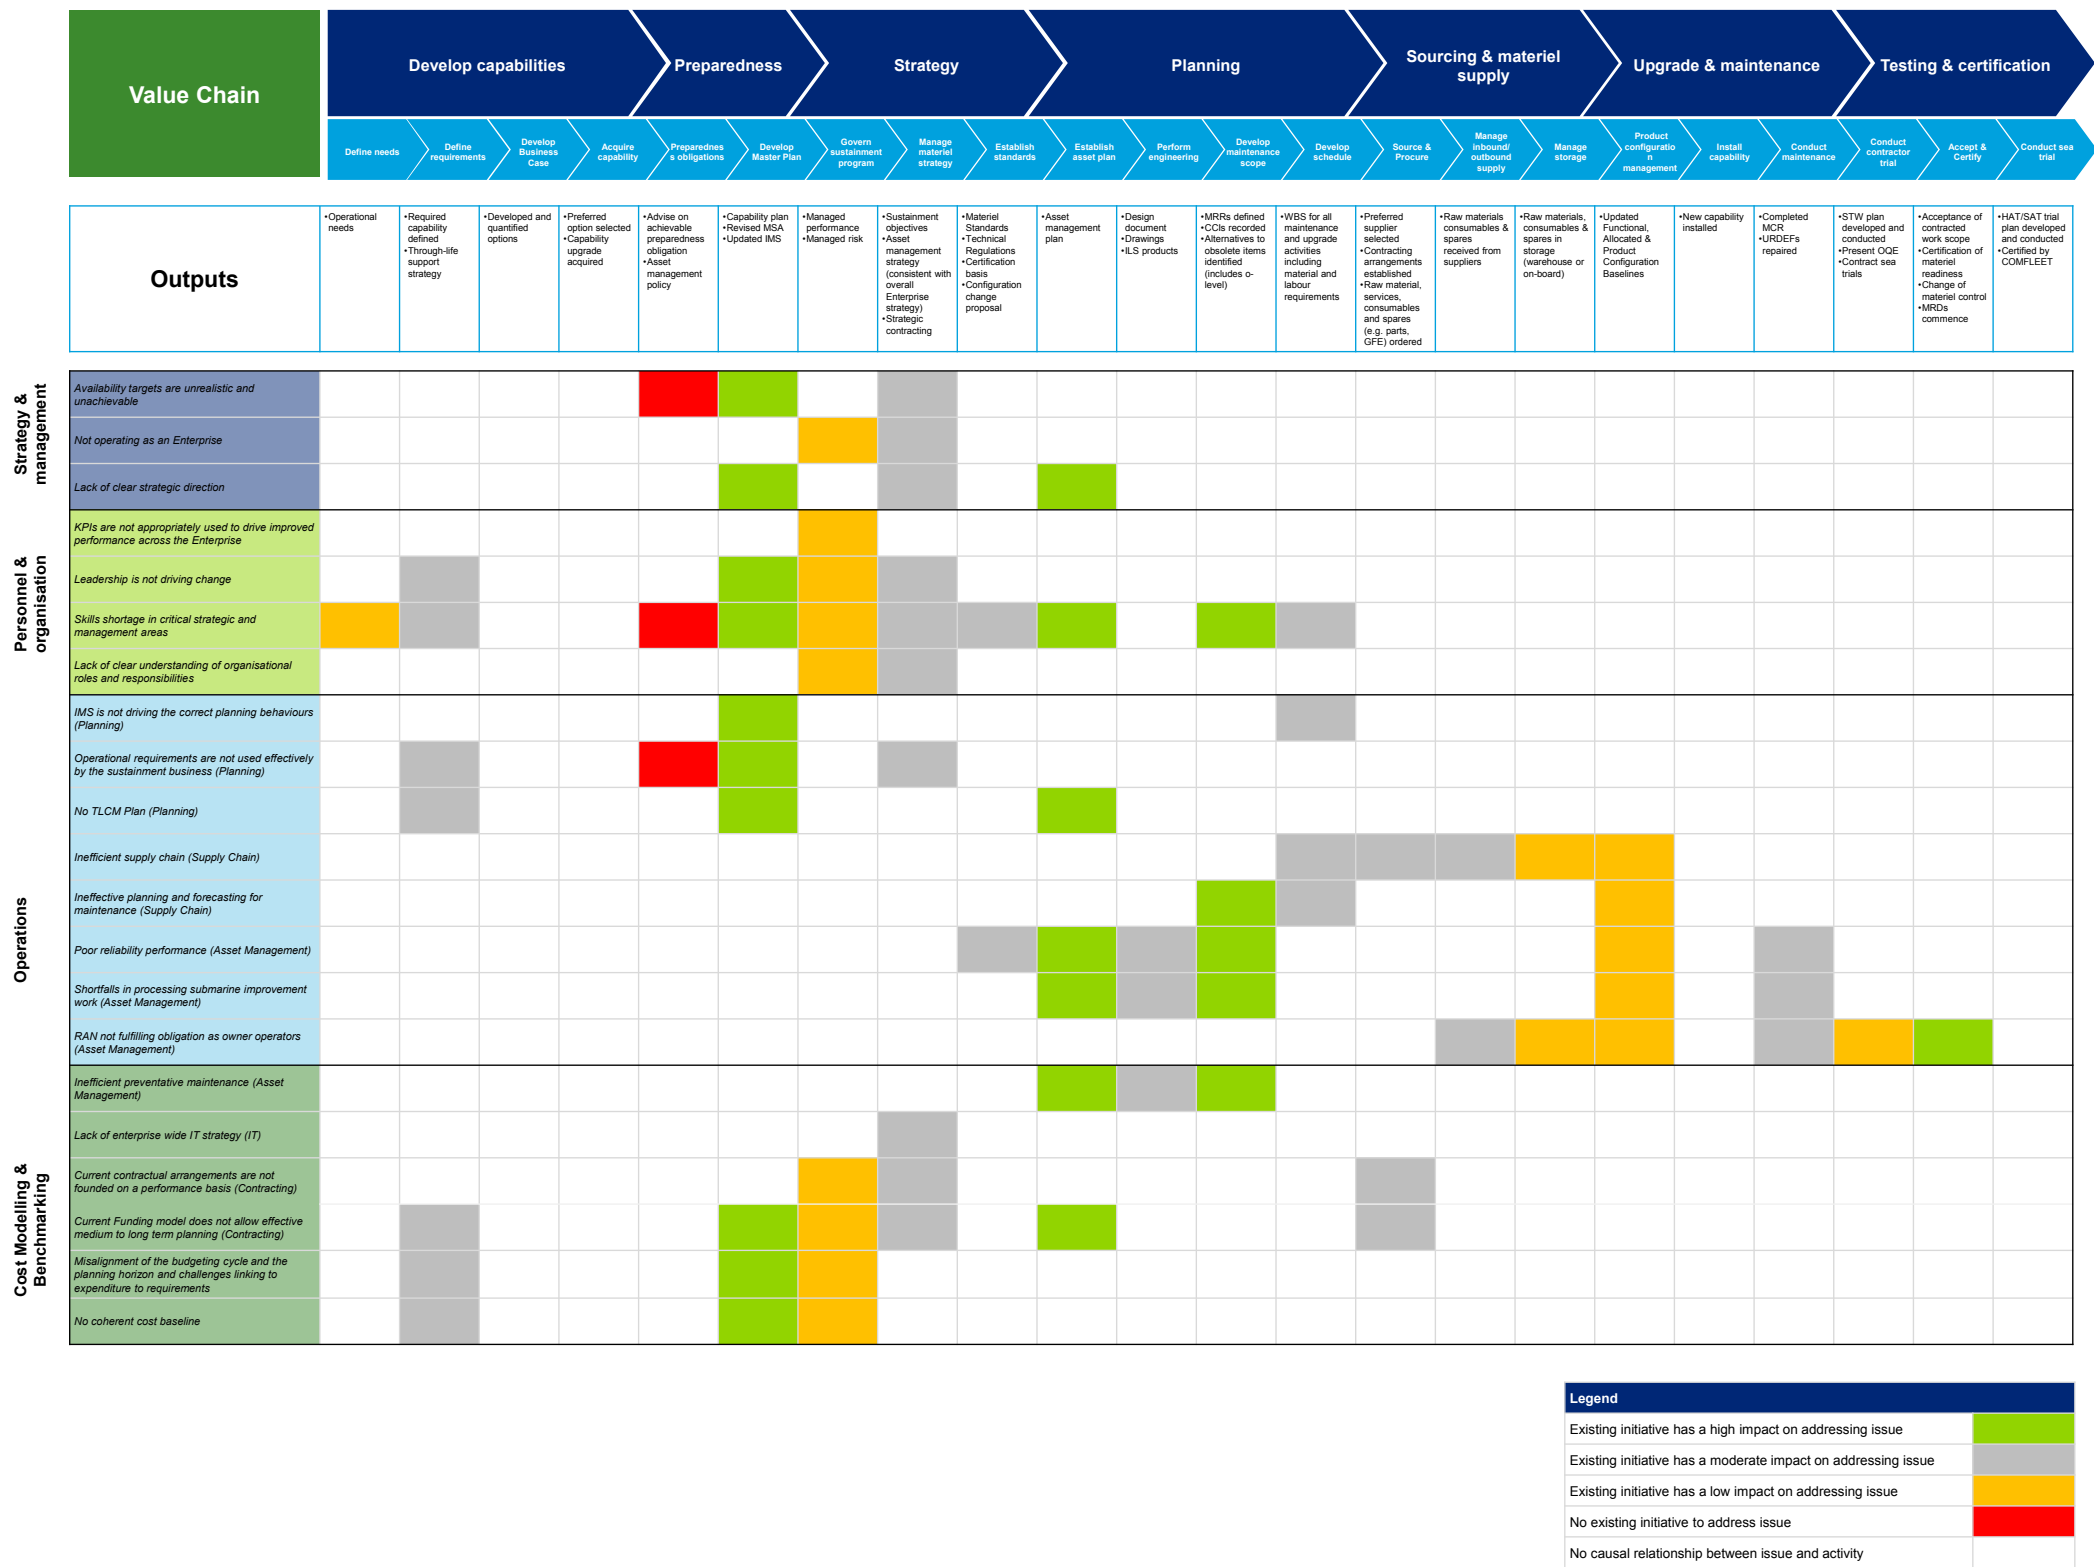 Value Chain
Develop capabilities
Preparedness
Strategy
Planning
Sourcing & materiel
supply
Upgrade & maintenance
Testing & certification
Define needs
Define
requirements
Develop
Business
Case
Acquire
capability
Preparednes
s obligations
Develop
Master Plan
Govern
sustainment
program
Manage
materiel
strategy
Establish
standards
Establish
asset plan
Perform
engineering
Develop
maintenance
scope
Develop
schedule
Source &
Procure
Manage
inbound/
outbound
supply
Manage
storage
Product
configuratio
n
management
Install
capability
Conduct
maintenance
Conduct
contractor
trial
Accept &
Certify
Conduct sea
trial
Outputs
•Operational
needs
•Required
capability
defined
•Through-life
support
strategy
•Developed and
quantified
options
•Preferred
option selected
•Capability
upgrade
acquired
•Advise on
achievable
preparedness
obligation
•Asset
management
policy
•Capability plan
•Revised MSA
•Updated IMS
•Managed
performance
•Managed risk
•Sustainment
objectives
•Asset
management
strategy
(consistent with
overall
Enterprise
strategy)
•Strategic
contracting
•Materiel
Standards
•Technical
Regulations
•Certification
basis
•Configuration
change
proposal
•Asset
management
plan
•Design
document
•Drawings
•ILS products
•MRRs defined
•CCIs recorded
•Alternatives to
obsolete items
identified
(includes o-
level)
•WBS for all
maintenance
and upgrade
activities
including
material and
labour
requirements
•Preferred
supplier
selected
•Contracting
arrangements
established
•Raw material,
services,
consumables
and spares
(e.g. parts,
GFE) ordered
•Raw materials
consumables &
spares
received from
suppliers
•Raw materials,
consumables &
spares in
storage
(warehouse or
on-board)
•Updated
Functional,
Allocated &
Product
Configuration
Baselines
•New capability
installed
•Completed
MCR
•URDEFs
repaired
•STW plan
developed and
conducted
•Present OQE
•Contract sea
trials
•Acceptance of
contracted
work scope
•Certification of
materiel
readiness
•Change of
materiel control
•MRDs
commence
•HAT/SAT trial
plan developed
and conducted
•Certified by
COMFLEET
Strategy &
management
Availability targets are unrealistic and
unachievable
Not operating as an Enterprise
Lack of clear strategic direction
Personnel &
organisation
KPIs are not appropriately used to drive improved
performance across the Enterprise
Leadership is not driving change
Skills shortage in critical strategic and
management areas
Lack of clear understanding of organisational
roles and responsibilities
Operations
IMS is not driving the correct planning behaviours
(Planning)
Operational requirements are not used effectively
by the sustainment business (Planning)
No TLCM Plan (Planning)
Inefficient supply chain (Supply Chain)
Ineffective planning and forecasting for
maintenance (Supply Chain)
Poor reliability performance (Asset Management)
Shortfalls in processing submarine improvement
work (Asset Management)
RAN not fulfilling obligation as owner operators
(Asset Management)
Cost Modelling &
Benchmarking
Inefficient preventative maintenance (Asset
Management)
Lack of enterprise wide IT strategy (IT)
Current contractual arrangements are not
founded on a performance basis (Contracting)
Current Funding model does not allow effective
medium to long term planning (Contracting)
Misalignment of the budgeting cycle and the
planning horizon and challenges linking to
expenditure to requirements
No coherent cost baseline
Legend
Existing initiative has a high impact on addressing issue
Existing initiative has a moderate impact on addressing issue
Existing initiative has a low impact on addressing issue
No existing initiative to address issue
No causal relationship between issue and activity